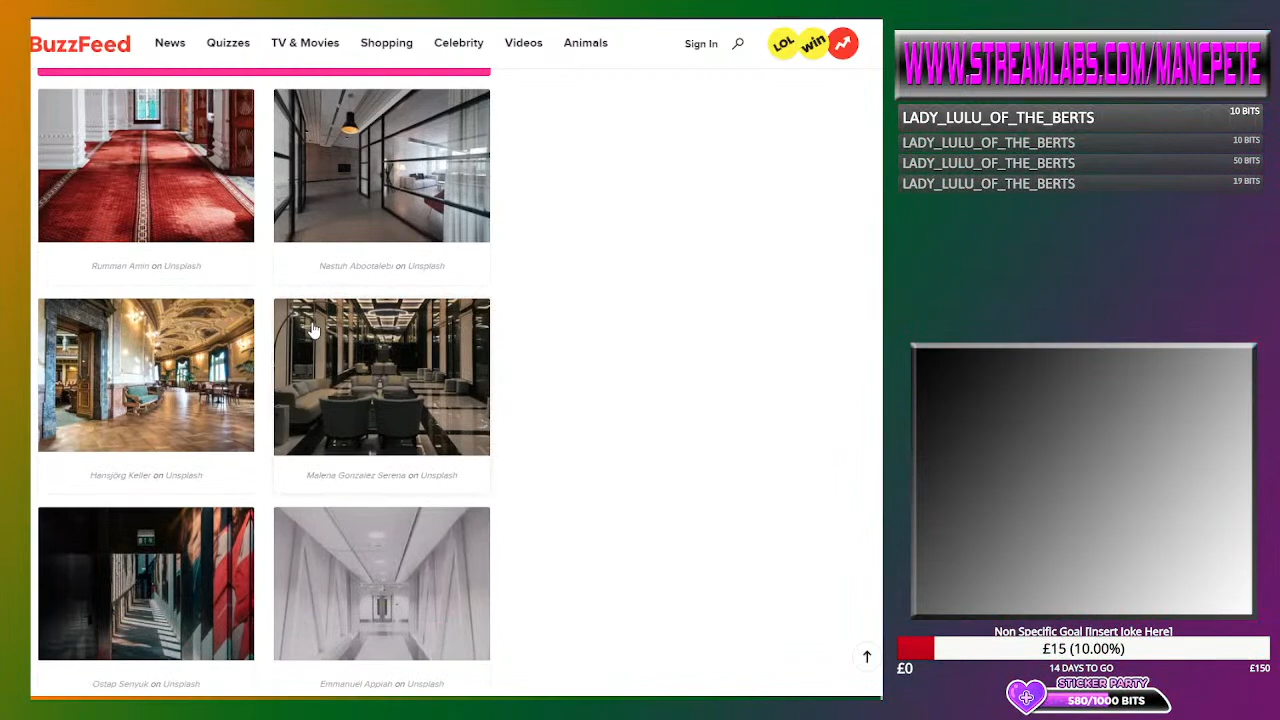 BuzzFeed
News
Quizzes
TV & Movies
Shopping
Celebrity
Videos
Animals
Sign In
LOL
win
Rumman Amin on Unsplash
Nastuh Abootalebi on Unsplash
Hansjörg Keller on Unsplash
Malena Gonzalez Serena on Unsplash
Ostap Senyuk on Unsplash
Emmanuel Appiah on Unsplash
WWW.STREAMLABS.COM/MANCPETE
LADY_LULU_OF_THE_BERTS 10 BITS
LADY_LULU_OF_THE_BERTS 10 BITS
LADY_LULU_OF_THE_BERTS 50 BITS
LADY_LULU_OF_THE_BERTS 19 BITS
Non Specific Goal [Insert Joke Here]
£15 (10.00%)
£0 14 DAYS TO GO £150
STICKER PARTY
580/1000 BITS